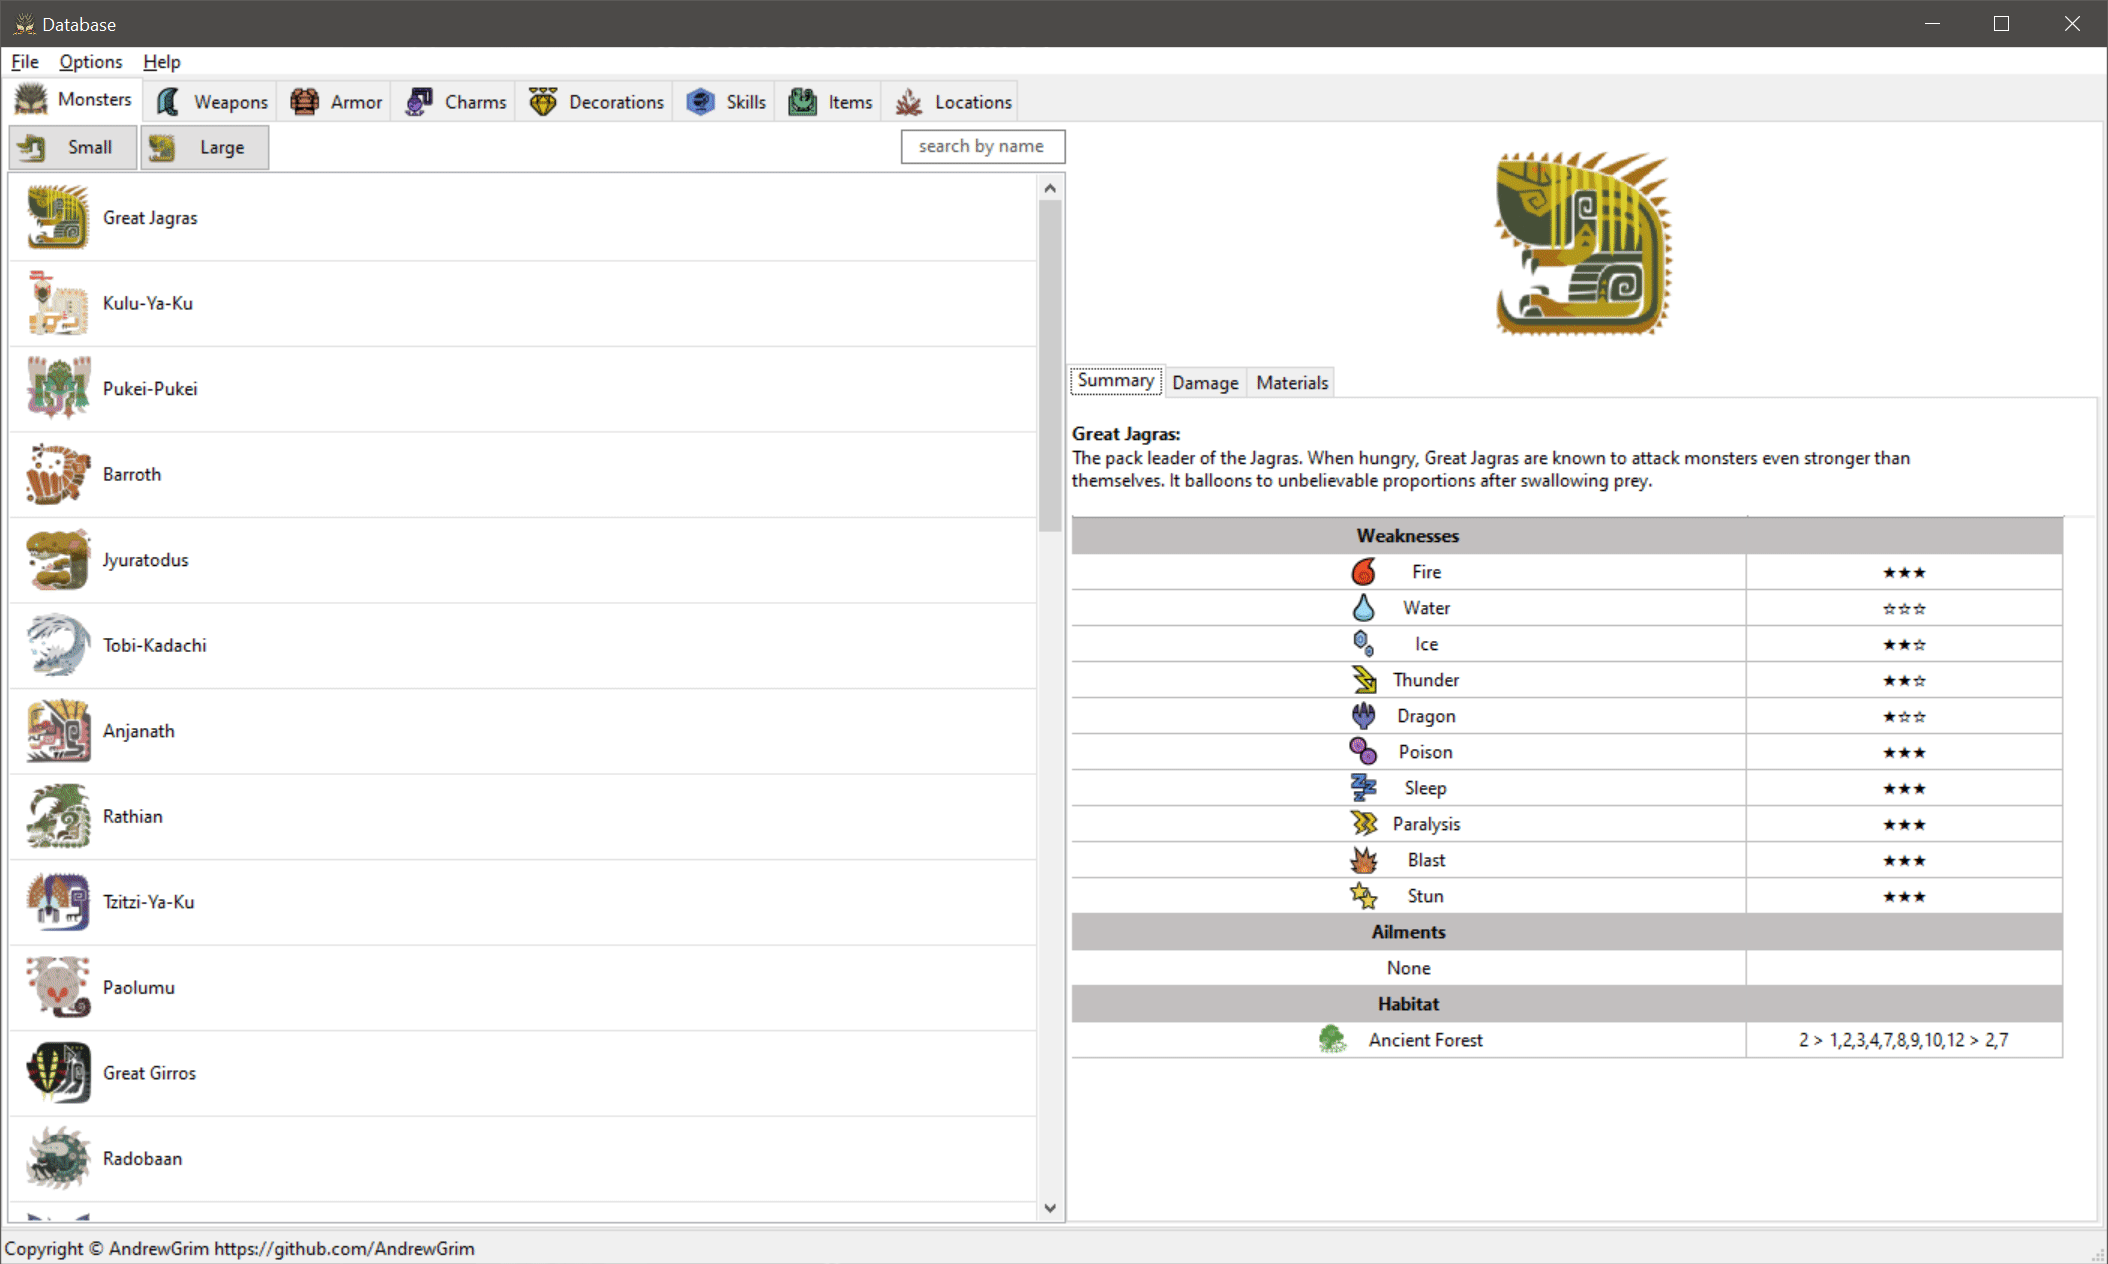 Database
File Options Help
Monsters Weapons Armor Charms Decorations Skills Items Locations
Small Large search by name
Great Jagras
Kulu-Ya-Ku
Pukei-Pukei
Barroth
Jyuratodus
Tobi-Kadachi
Anjanath
Rathian
Tzitzi-Ya-Ku
Paolumu
Great Girros
Radobaan
Summary Damage Materials
Great Jagras:
The pack leader of the Jagras. When hungry, Great Jagras are known to attack monsters even stronger than
themselves. It balloons to unbelievable proportions after swallowing prey.
Weaknesses
Fire ★★★
Water ☆☆☆
Ice ★★☆
Thunder ★★☆
Dragon ★☆☆
Poison ★★★
Sleep ★★★
Paralysis ★★★
Blast ★★★
Stun ★★★
Ailments
None
Habitat
Ancient Forest 2 > 1,2,3,4,7,8,9,10,12 > 2,7
Copyright © AndrewGrim https://github.com/AndrewGrim